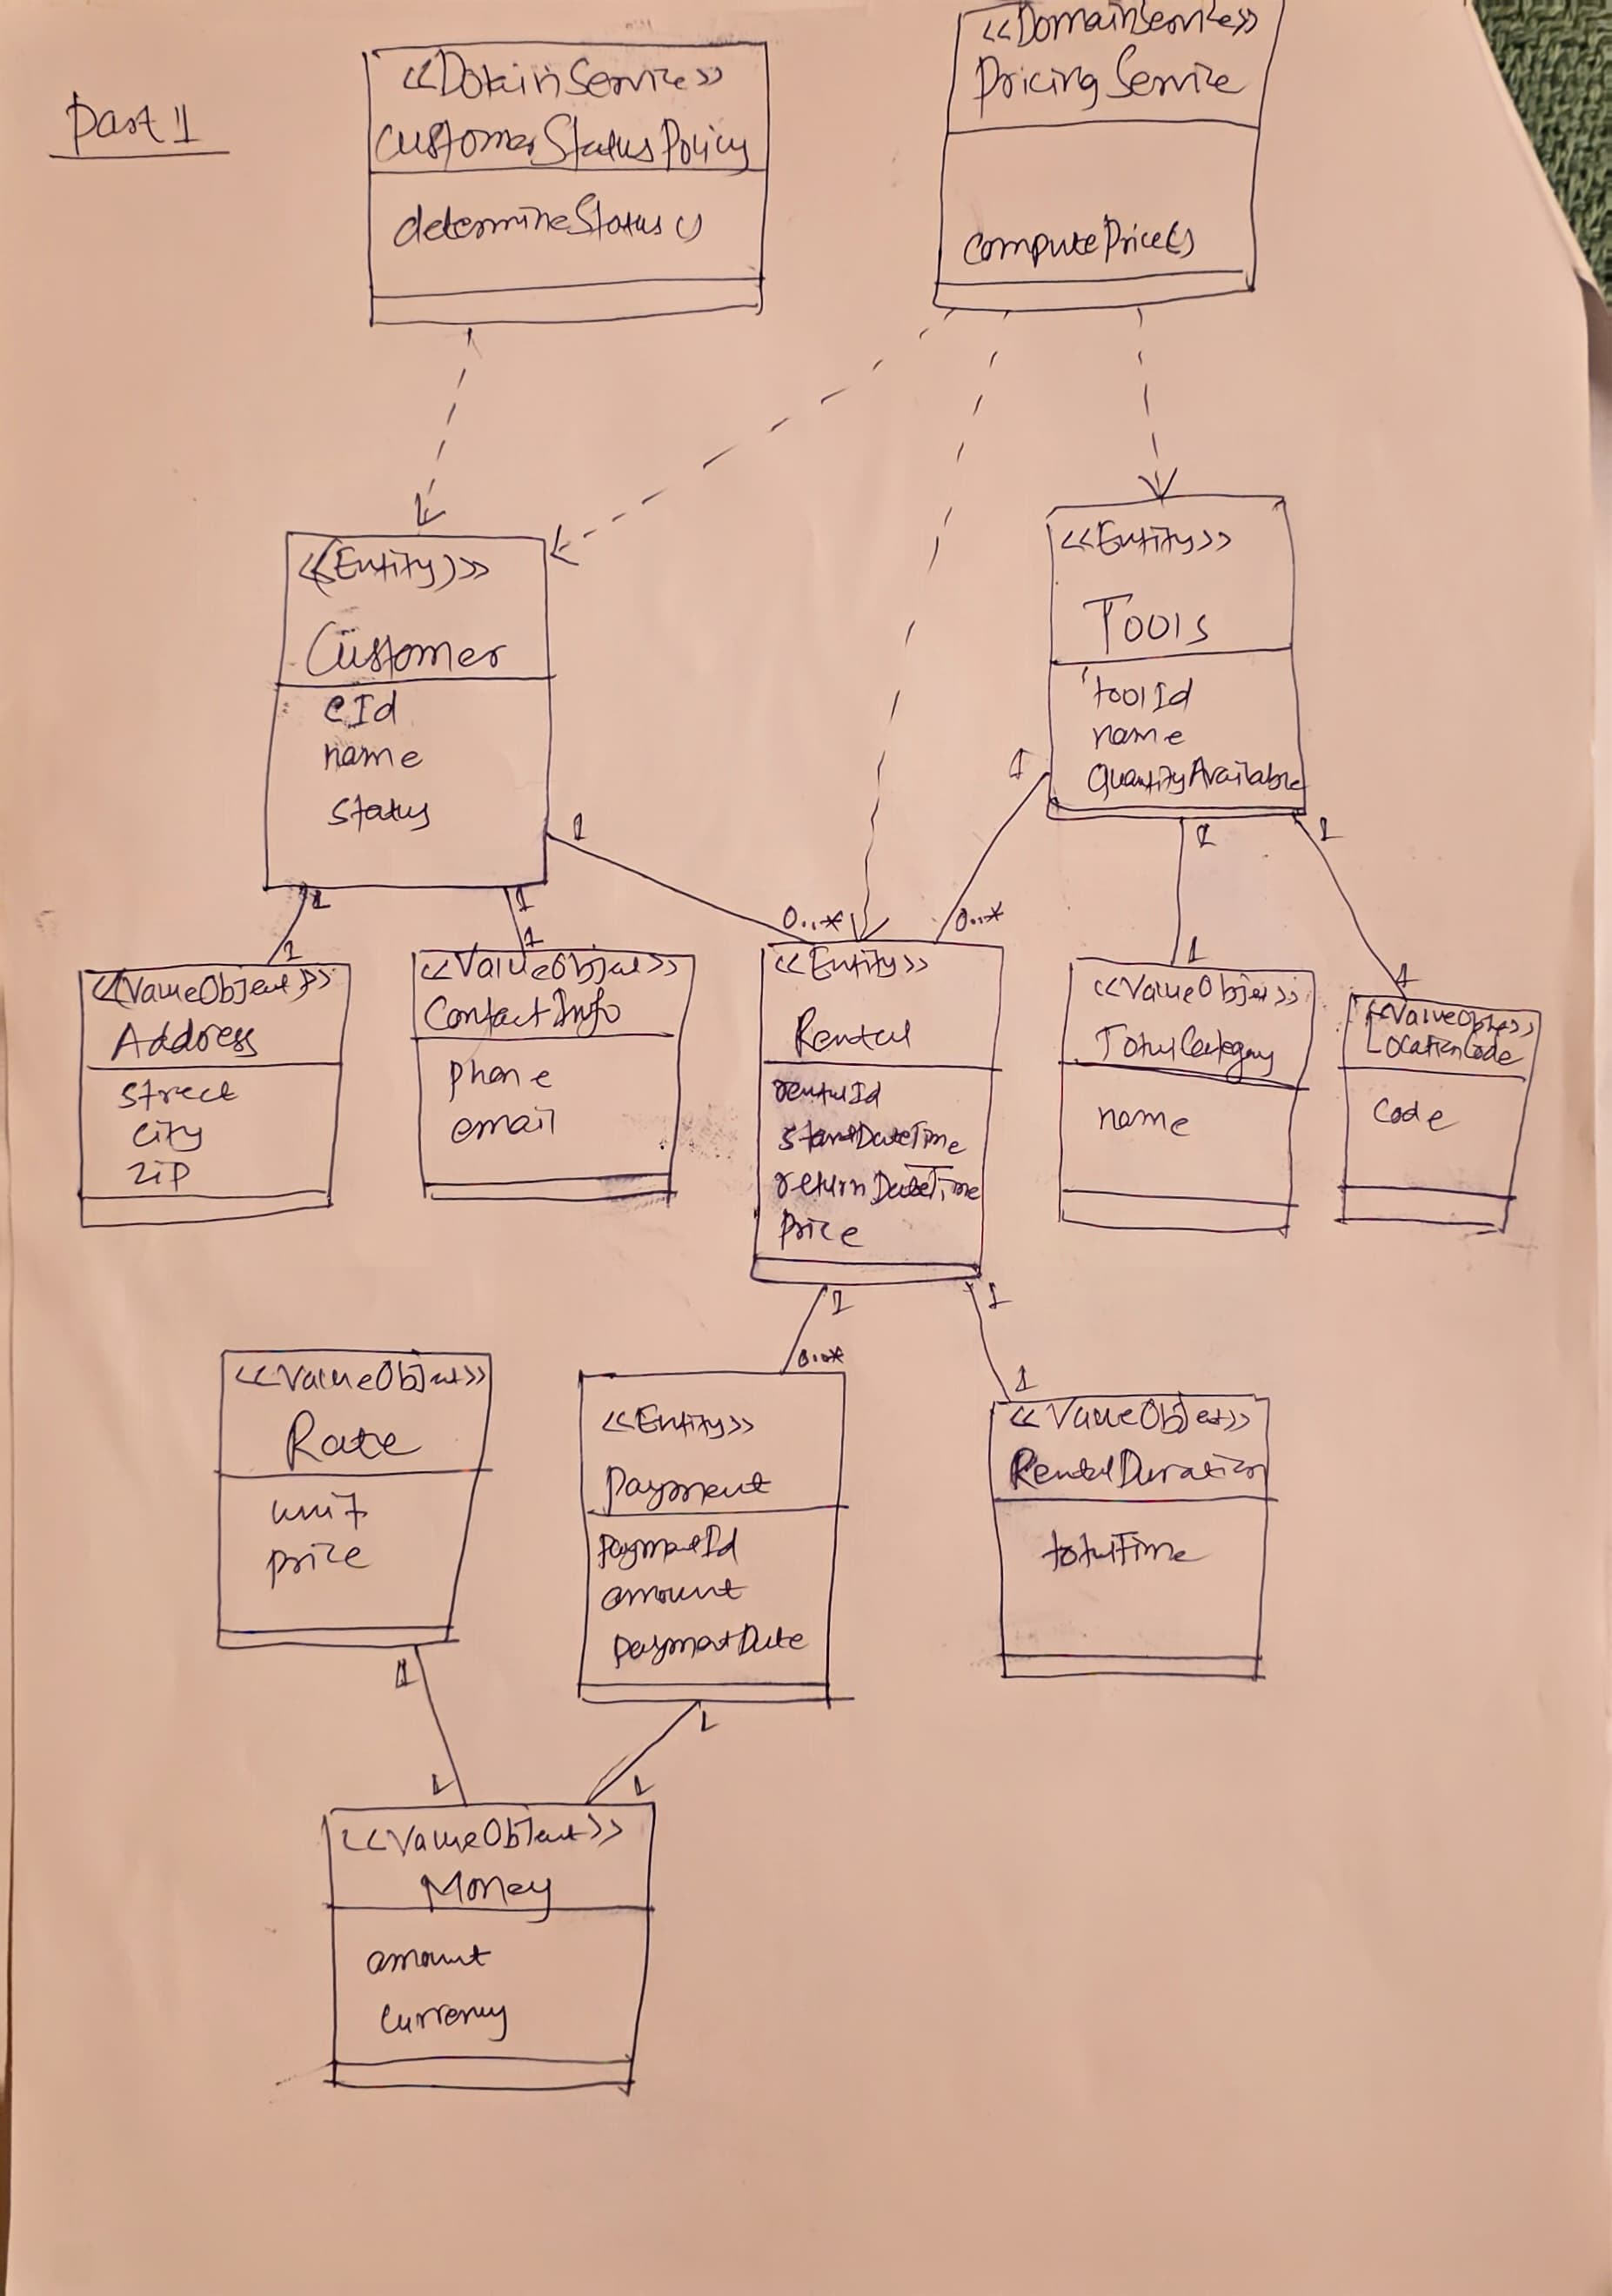 Part 1
<<DomainService>>
CustomerStatusPolicy
determineStatus()
<<DomainService>>
PricingService
computePrice()
<<Entity>>
Customer
cId
name
status
<<Entity>>
Tools
toolId
name
QuantityAvailable
1
1
1
1
1
1
1
0..*
0..*
1
1
1
1
<<ValueObject>>
Address
street
city
zip
<<ValueObject>>
ContactInfo
phone
email
<<Entity>>
Rental
rentalId
startDateTime
returnDateTime
Price
<<ValueObject>>
name
<<ValueObject>>
LocationCode
Code
1
0..*
1
1
<<ValueObject>>
Rate
unit
price
<<Entity>>
Payment
PaymentId
amount
paymentDate
<<ValueObject>>
RentalDuration
totalTime
1
1
1
1
<<ValueObject>>
Money
amount
Currency